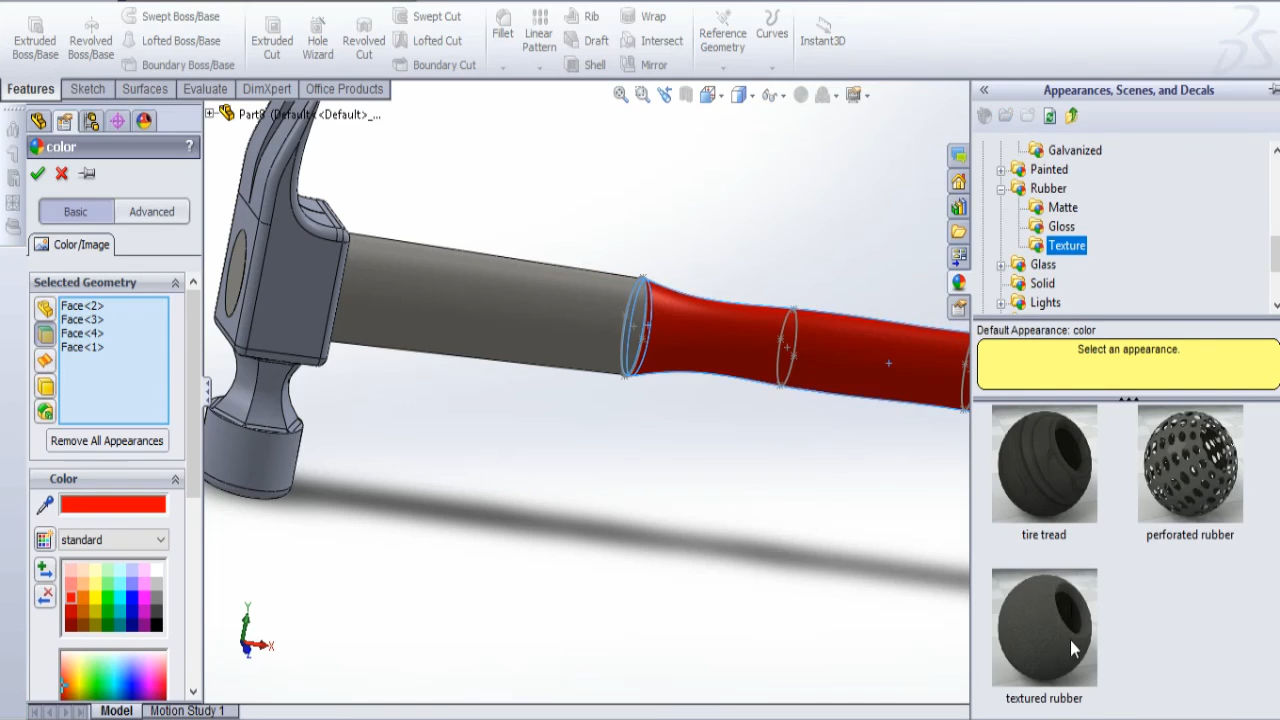 Swept Boss/Base
Lofted Boss/Base
Boundary Boss/Base
Extruded Boss/Base
Revolved Boss/Base
Extruded Cut
Hole Wizard
Revolved Cut
Swept Cut
Lofted Cut
Boundary Cut
Fillet
Linear Pattern
Rib
Draft
Shell
Wrap
Intersect
Mirror
Reference Geometry
Curves
Instant3D
Features
Sketch
Surfaces
Evaluate
DimXpert
Office Products
Part8 (Default<<Default>_...
color
?
Basic
Advanced
Color/Image
Selected Geometry
Face<2>
Face<3>
Face<4>
Face<1>
Remove All Appearances
Color
standard
Y
X
Z
Model
Motion Study 1
Appearances, Scenes, and Decals
Galvanized
Painted
Rubber
Matte
Gloss
Texture
Glass
Solid
Lights
Default Appearance: color
Select an appearance.
tire tread
perforated rubber
textured rubber